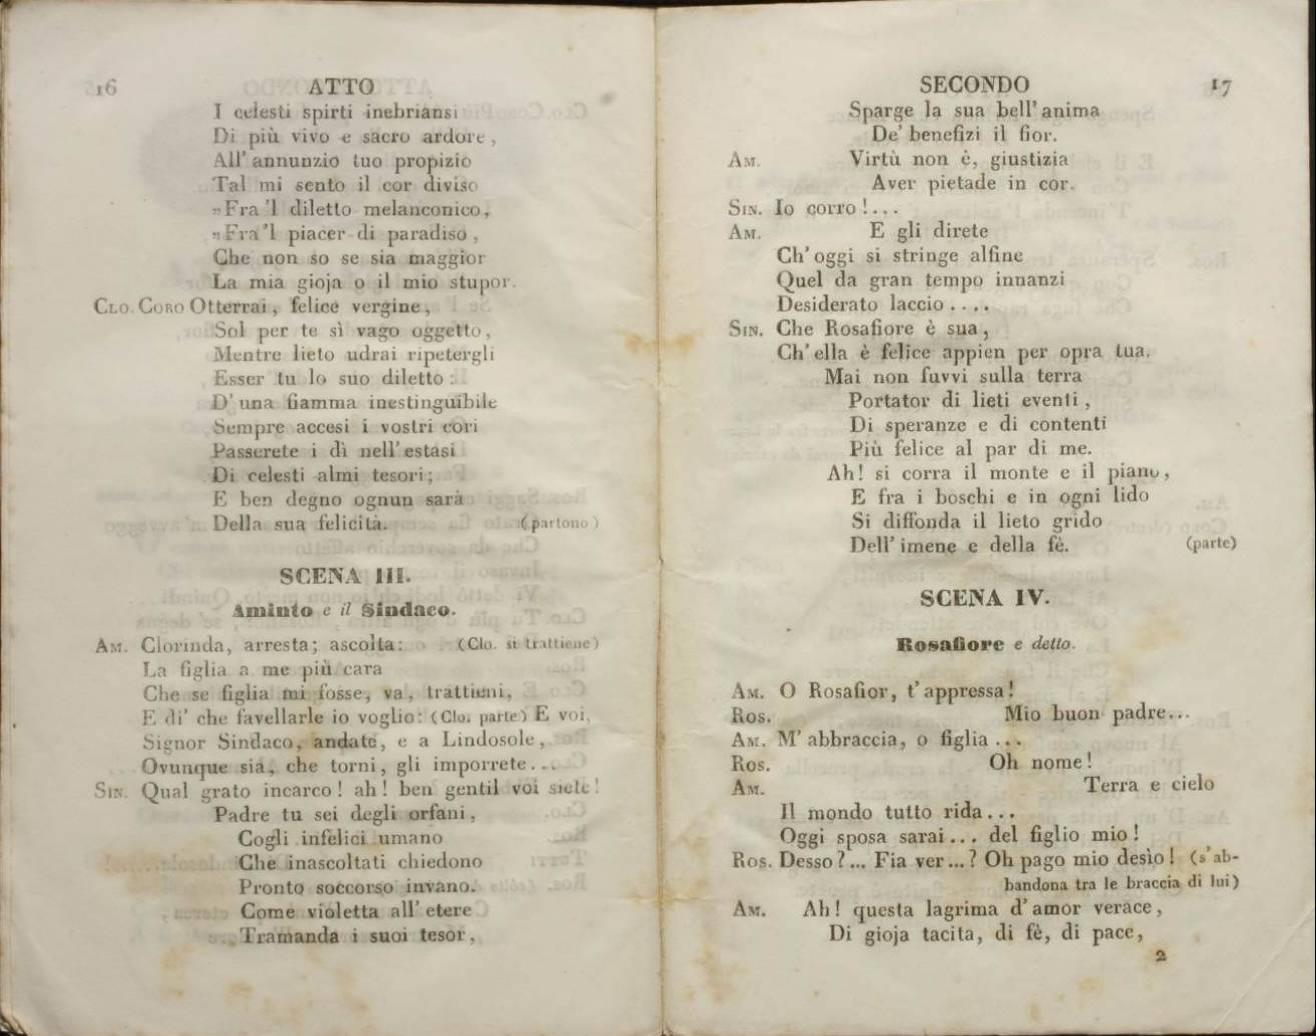 16 ATTO
I celesti spirti inebriansi
Di più vivo e sacro ardore,
All' annunzio tuo propizio
Tal mi sento il cor diviso
"Fra 'l diletto melanconico,
"Fra 'l piacer di paradiso,
Che non so se sia maggior
La mia gioja o il mio stupor.
CLO. CORO Otterrai, felice vergine,
Sol per te sì vago oggetto,
Mentre lieto udrai ripetergli
Esser tu lo suo diletto:
D' una fiamma inestinguibile
Sempre accesi i vostri cori
Passerete i dì nell' estasi
Di celesti almi tesori;
E ben degno ognun sarà
Della sua felicità. (partono)
SCENA III.
Aminto e il Sindaco.
AM. Clorinda, arresta; ascolta: (Clo. si trattiene)
La figlia a me più cara
Che se figlia mi fosse, va, trattieni,
E di' che favellarle io voglio: (Clo. parte) E voi,
Signor Sindaco, andate, e a Lindosole,
Ovunque sia, che torni, gli imporrete...
SIN. Qual grato incarco! ah! ben gentil voi siete!
Padre tu sei degli orfani,
Cogli infelici umano
Che inascoltati chiedono
Pronto soccorso invano.
Come violetta all' etere
Tramanda i suoi tesor,
SECONDO 17
Sparge la sua bell' anima
De' benefizi il fior.
AM. Virtù non è, giustizia
Aver pietade in cor.
SIN. Io corro!...
AM. E gli direte
Ch' oggi si stringe alfine
Quel da gran tempo innanzi
Desiderato laccio....
SIN. Che Rosafiore è sua,
Ch' ella è felice appien per opra tua.
Mai non fuvvi sulla terra
Portator di lieti eventi,
Di speranze e di contenti
Più felice al par di me.
Ah! si corra il monte e il piano,
E fra i boschi e in ogni lido
Si diffonda il lieto grido
Dell' imene e della fè. (parte)
SCENA IV.
Rosafiore e detto.
AM. O Rosafior, t' appressa!
Ros. Mio buon padre...
AM. M' abbraccia, o figlia...
Ros. Oh nome!
AM. Terra e cielo
Il mondo tutto rida...
Oggi sposa sarai... del figlio mio!
Ros. Desso?... Fia ver...? Oh pago mio desìo! (s'ab-
bandona tra le braccia di lui)
AM. Ah! questa lagrima d' amor verace,
Di gioja tacita, di fè, di pace,
2